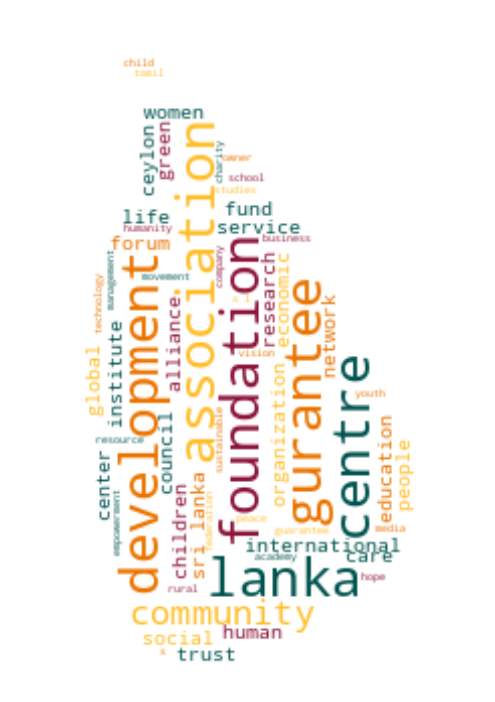 child
tamil
women
ceylon
green
association
charity
owner
school
studies
life
fund
humanity
service
forum
business
development
management
movement
company
research
economic
technology
foundation
gurantee
alliance.
network
vision
global
institute
centre
organization
youth
council
sustainable
resource
center
education
people
sri lanka
children
empowerment
federation
peace
guarantee
media
international
academy
care
lanka
hope
rural
community
human
social
s
trust